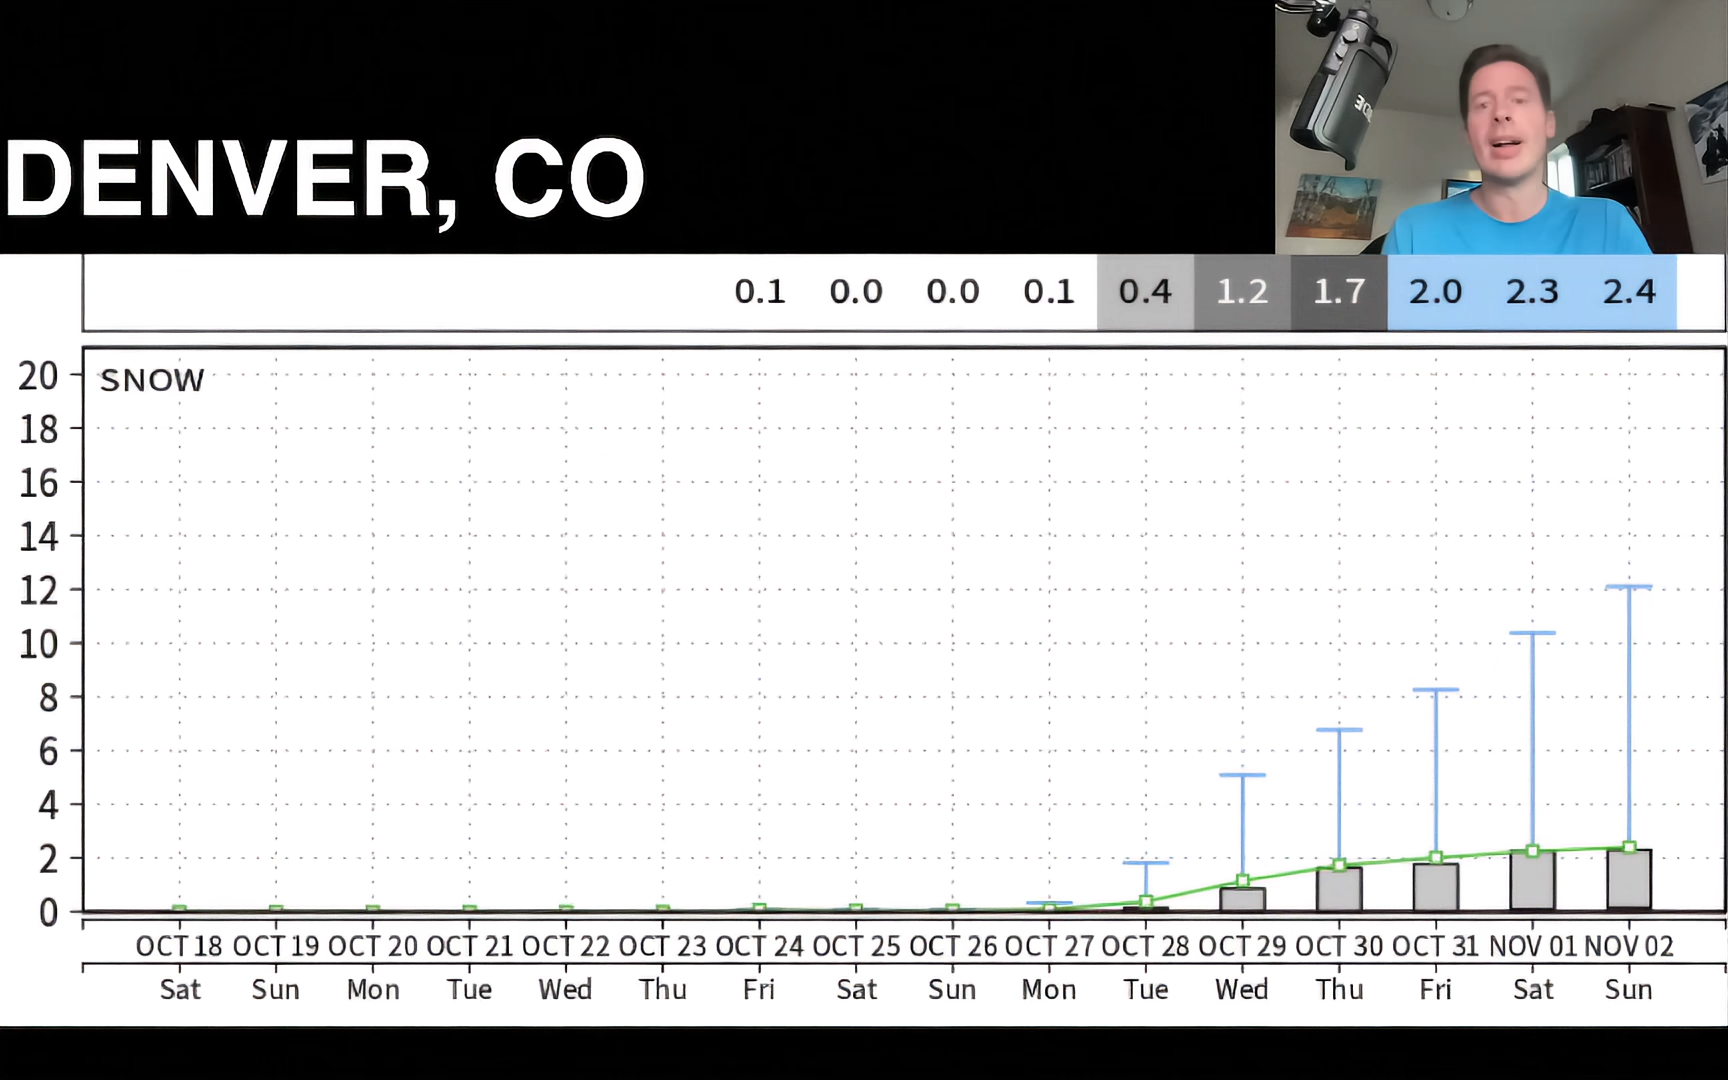 DENVER, CO
0.1 0.0 0.0 0.1 0.4 1.2 1.7 2.0 2.3 2.4
SNOW
20
18
16
14
12
10
8
6
4
2
0
OCT 18 OCT 19 OCT 20 OCT 21 OCT 22 OCT 23 OCT 24 OCT 25 OCT 26 OCT 27 OCT 28 OCT 29 OCT 30 OCT 31 NOV 01 NOV 02
Sat Sun Mon Tue Wed Thu Fri Sat Sun Mon Tue Wed Thu Fri Sat Sun